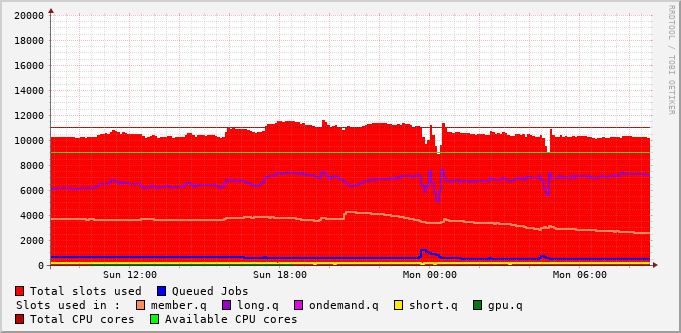 20000
18000
16000
14000
12000
10000
8000
6000
4000
2000
0
Sun 12:00 Sun 18:00 Mon 00:00 Mon 06:00
Total slots used Queued Jobs
Slots used in : member.q long.q ondemand.q short.q gpu.q
Total CPU cores Available CPU cores
RRDTOOL / TOBI OETIKER